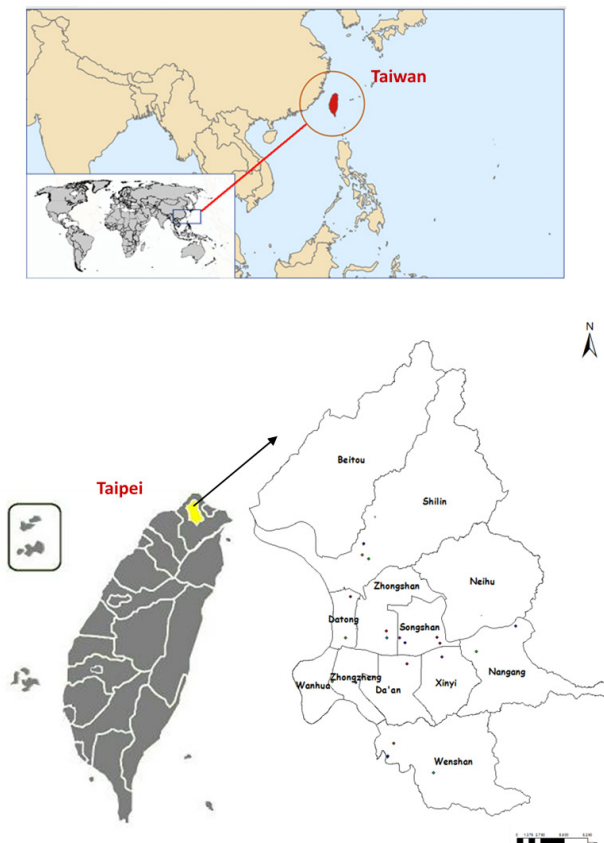 Taiwan
N
Beitou
Taipei
Shilin
Zhongshan
Neihu
Datong
Songshan
Nangang
Wanhua
Zhongzheng
Da'an
Xinyi
Wenshan